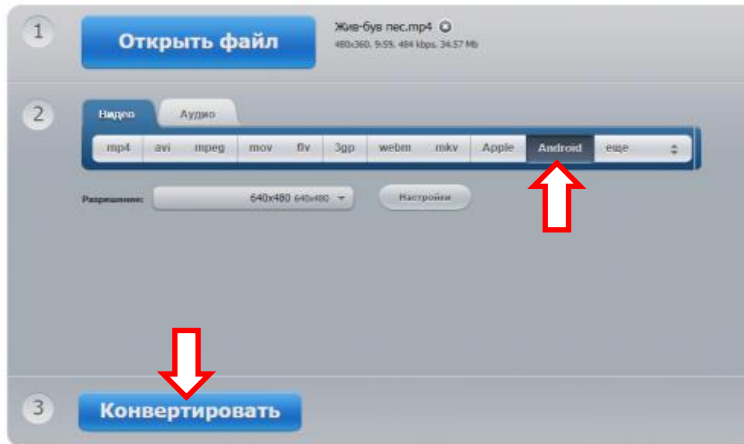 1
Открыть файл
Жив-був пес.mp4
480x360, 9:59, 484 kbps, 34.57 Mb
2
Видео Аудио
mp4 avi mpeg mov flv 3gp webm mkv Apple Android еще
Разрешение: 640x480 640x480 Настройки
3
Конвертировать